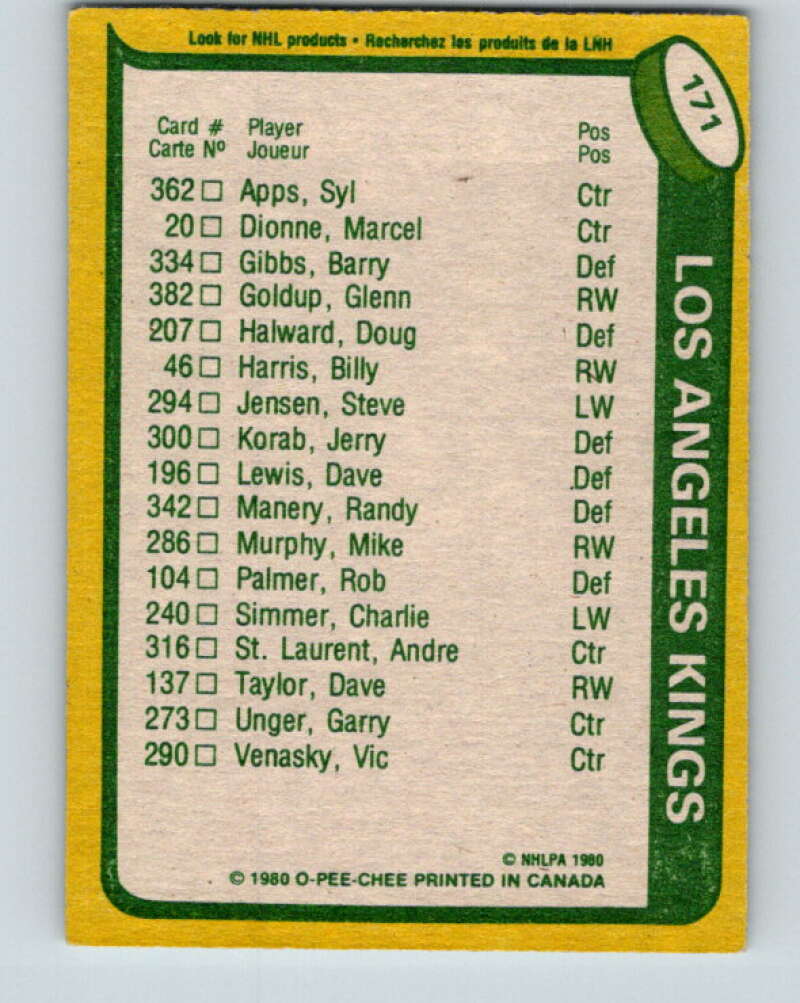 Look for NHL products • Recherchez les produits de la LNH
171
Card # Player Pos
Carte Nº Joueur Pos
362 □ Apps, Syl Ctr
20 □ Dionne, Marcel Ctr
334 □ Gibbs, Barry Def
382 □ Goldup, Glenn RW
207 □ Halward, Doug Def
46 □ Harris, Billy RW
294 □ Jensen, Steve LW
300 □ Korab, Jerry Def
196 □ Lewis, Dave Def
342 □ Manery, Randy Def
286 □ Murphy, Mike RW
104 □ Palmer, Rob Def
240 □ Simmer, Charlie LW
316 □ St. Laurent, Andre Ctr
137 □ Taylor, Dave RW
273 □ Unger, Garry Ctr
290 □ Venasky, Vic Ctr
LOS ANGELES KINGS
© NHLPA 1980
© 1980 O-PEE-CHEE PRINTED IN CANADA